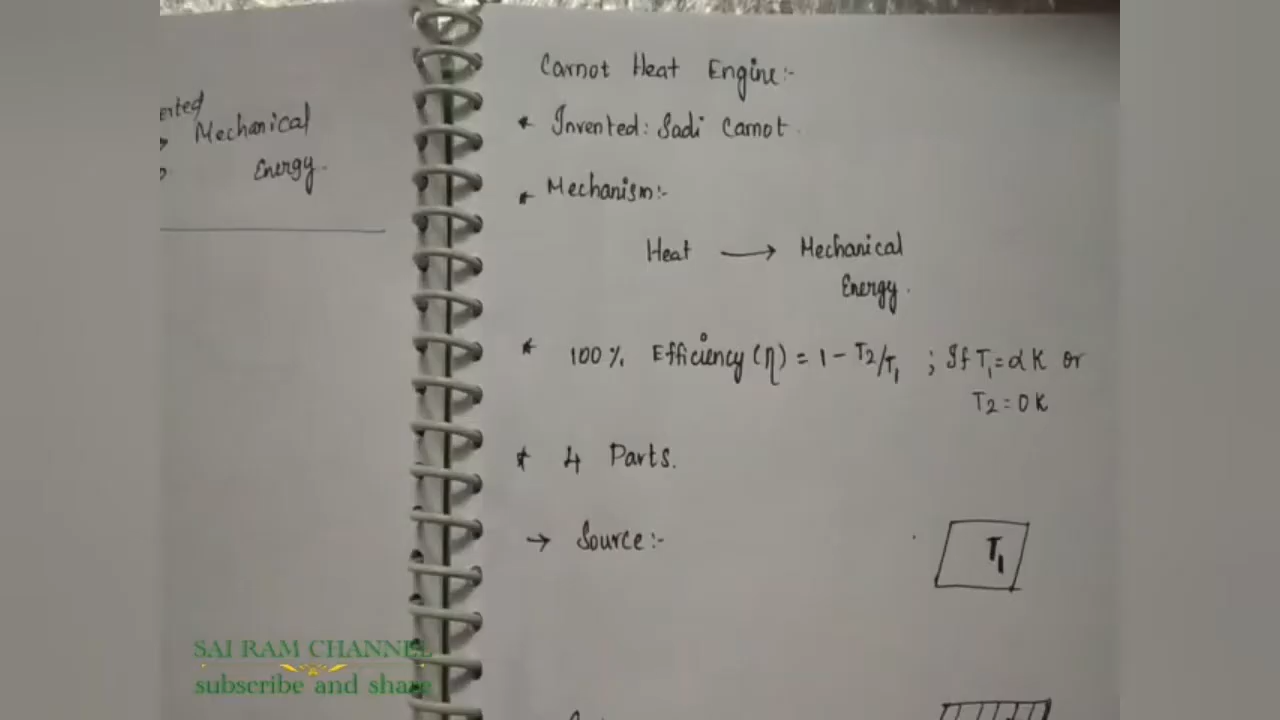 erted
Mechanical
Energy.
Carnot Heat Engine:-
* Invented: Sadi Carnot.
* Mechanism:-
Heat → Mechanical
Energy.
* 100% Efficiency (η) = 1 - T2/T1 ; If T1 = α K or
T2 = 0 K
* 4 Parts.
→ Source:-
T1
SAI RAM CHANNEL
subscribe and share